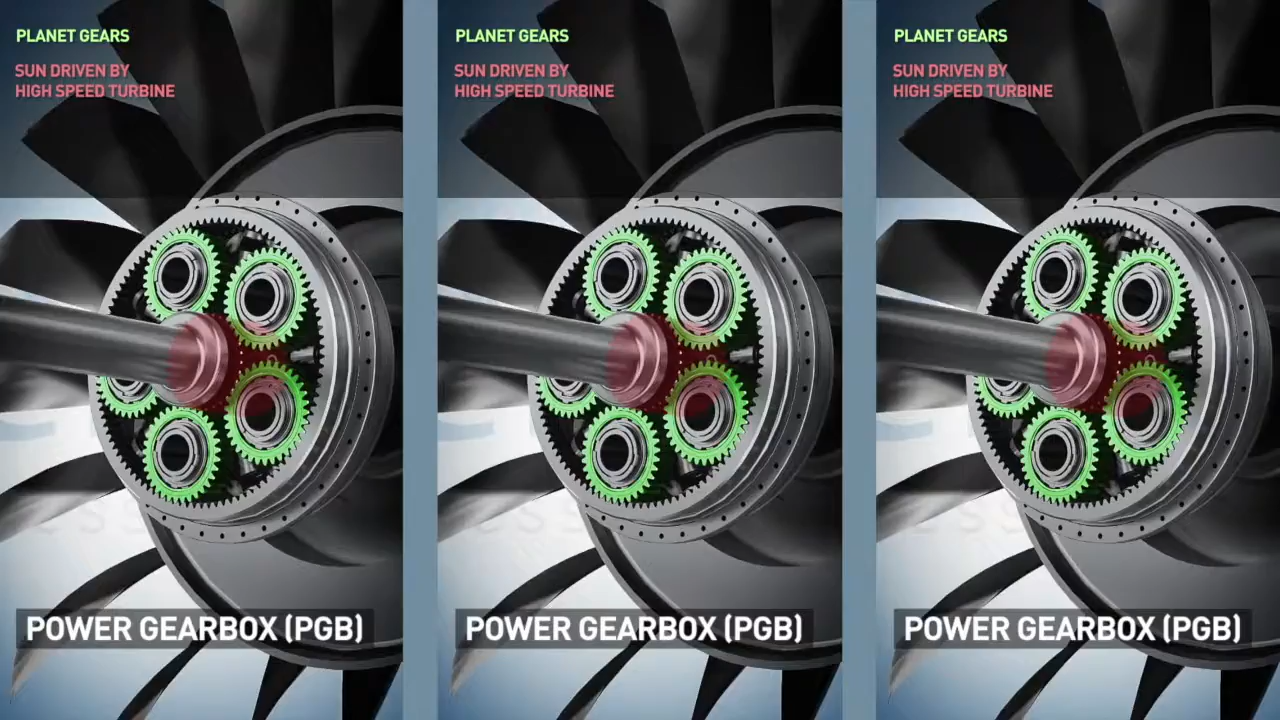 PLANET GEARS
SUN DRIVEN BY
HIGH SPEED TURBINE
POWER GEARBOX (PGB)
PLANET GEARS
SUN DRIVEN BY
HIGH SPEED TURBINE
POWER GEARBOX (PGB)
PLANET GEARS
SUN DRIVEN BY
HIGH SPEED TURBINE
POWER GEARBOX (PGB)